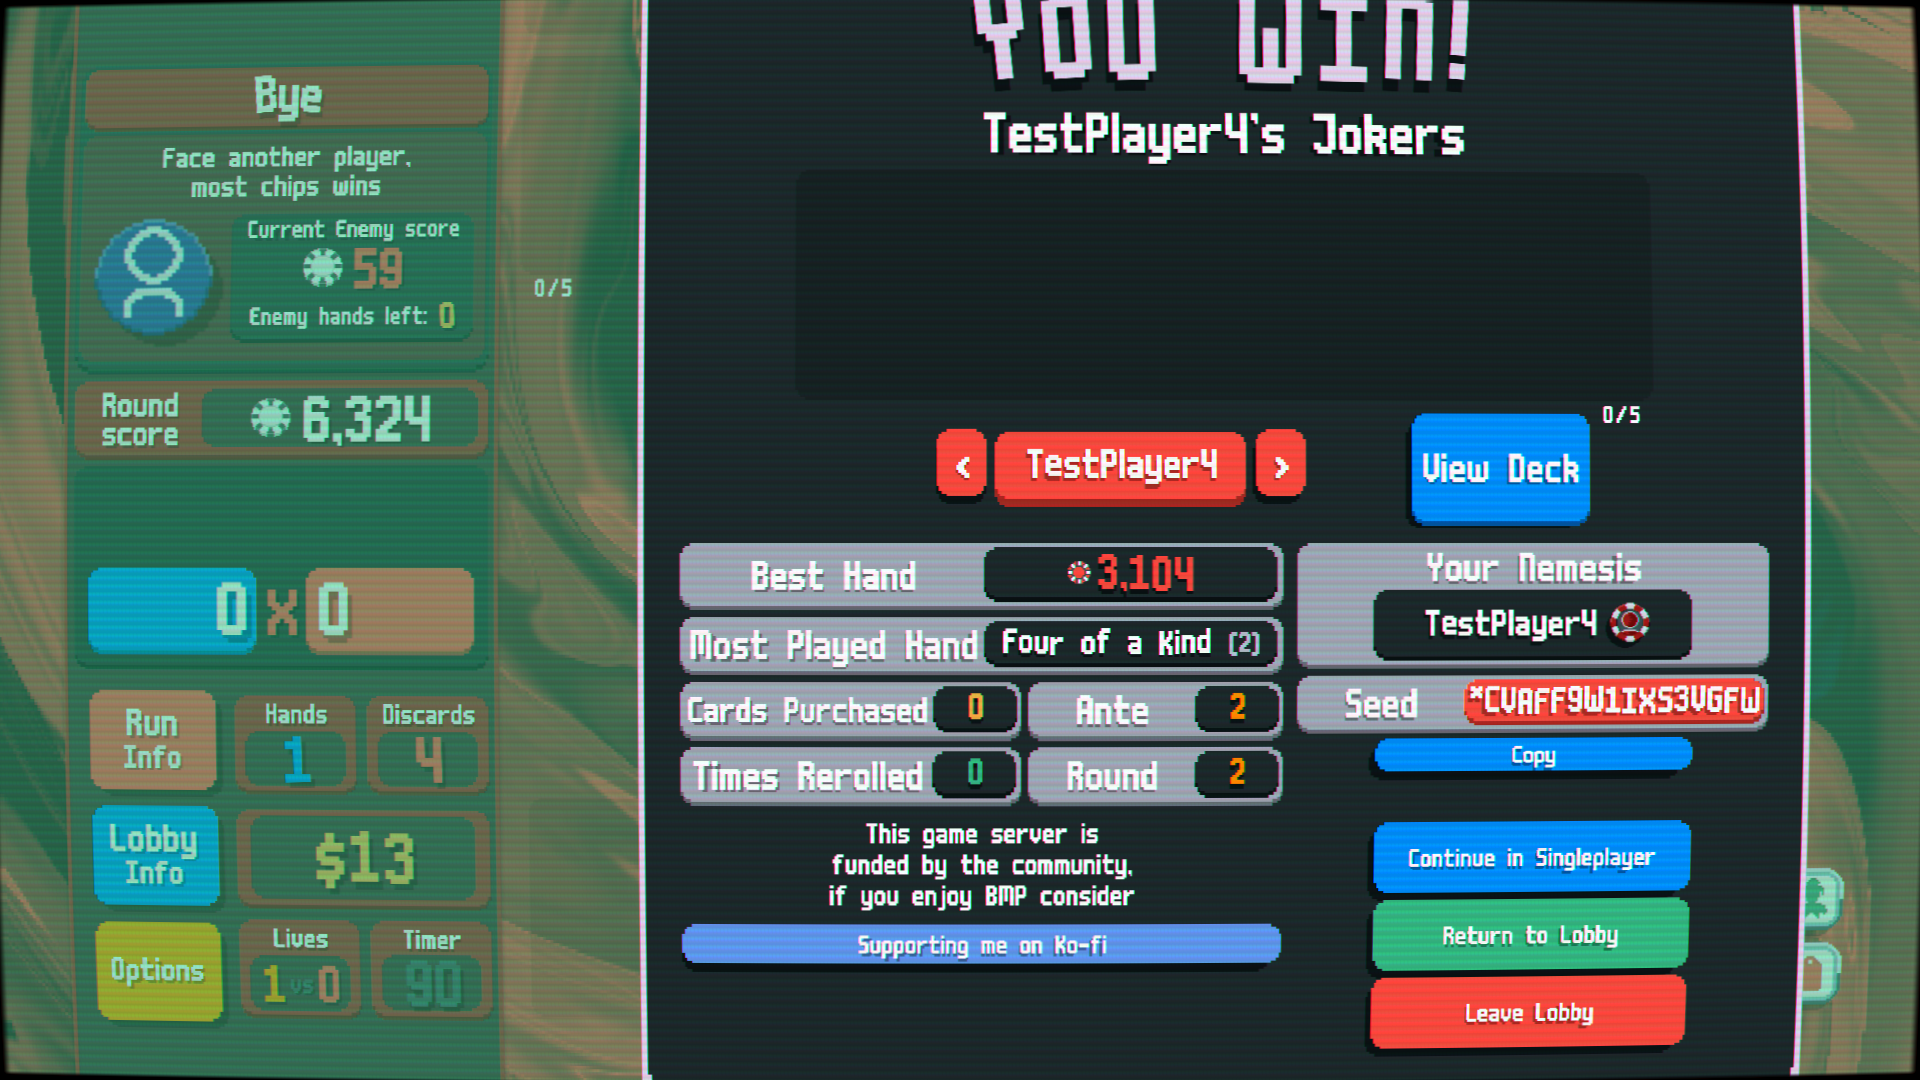 Bye
Face another player,
most chips wins
Current Enemy score
59
Enemy hands left: 0
0/5
Round
score
6,324
0 X 0
Run
Info
Hands
1
Discards
4
Lobby
Info
$13
Options
Lives
1 vs 0
Timer
90
YOU WIN!
TestPlayer4's Jokers
0/5
< TestPlayer4 >
View Deck
Best Hand 3,104
Most Played Hand Four of a Kind (2)
Cards Purchased 0
Ante 2
Times Rerolled 0
Round 2
Your Nemesis
TestPlayer4
Seed *CVAFF9W1IXS3VGFW
Copy
This game server is
funded by the community,
if you enjoy BMP consider
Supporting me on Ko-fi
Continue in Singleplayer
Return to Lobby
Leave Lobby